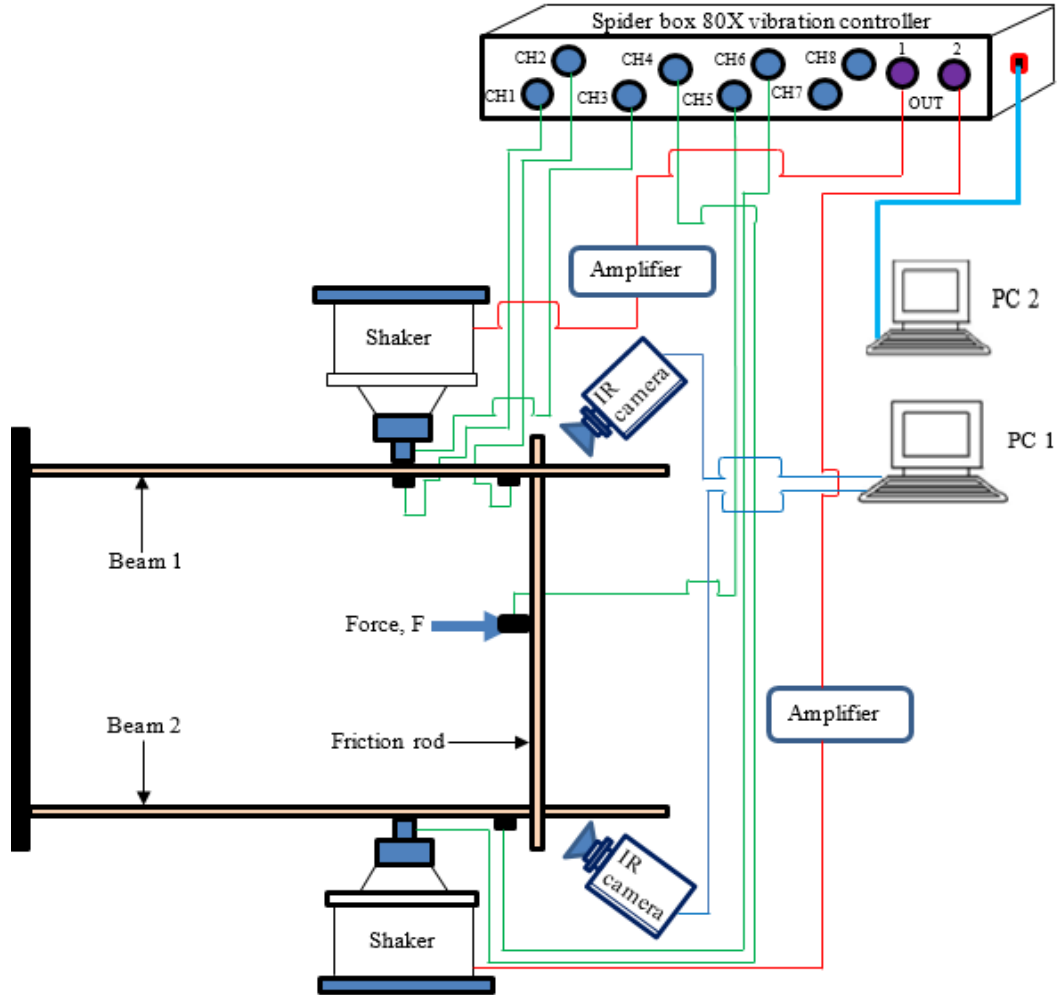 Spider box 80X vibration controller
CH2
CH4
CH6
CH8
1
2
CH1
CH3
CH5
CH7
OUT
Amplifier
PC 2
Shaker
IR
camera
PC 1
Beam 1
Force, F
Beam 2
Amplifier
Friction rod
IR
camera
Shaker